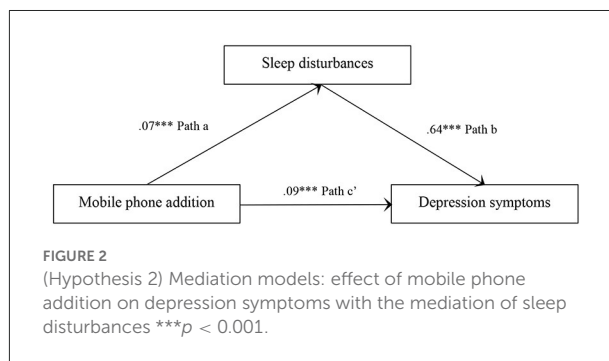 Sleep disturbances
.07*** Path a
.64*** Path b
Mobile phone addition
.09*** Path c’
Depression symptoms
FIGURE 2
(Hypothesis 2) Mediation models: effect of mobile phone
addition on depression symptoms with the mediation of sleep
disturbances ***p < 0.001.